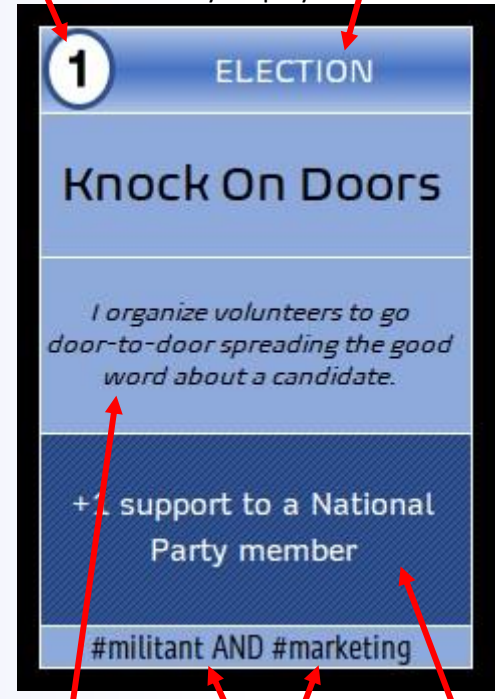 1
ELECTION
Knock On Doors
I organize volunteers to go
door-to-door spreading the good
word about a candidate.
+1 support to a National
Party member
#militant AND #marketing